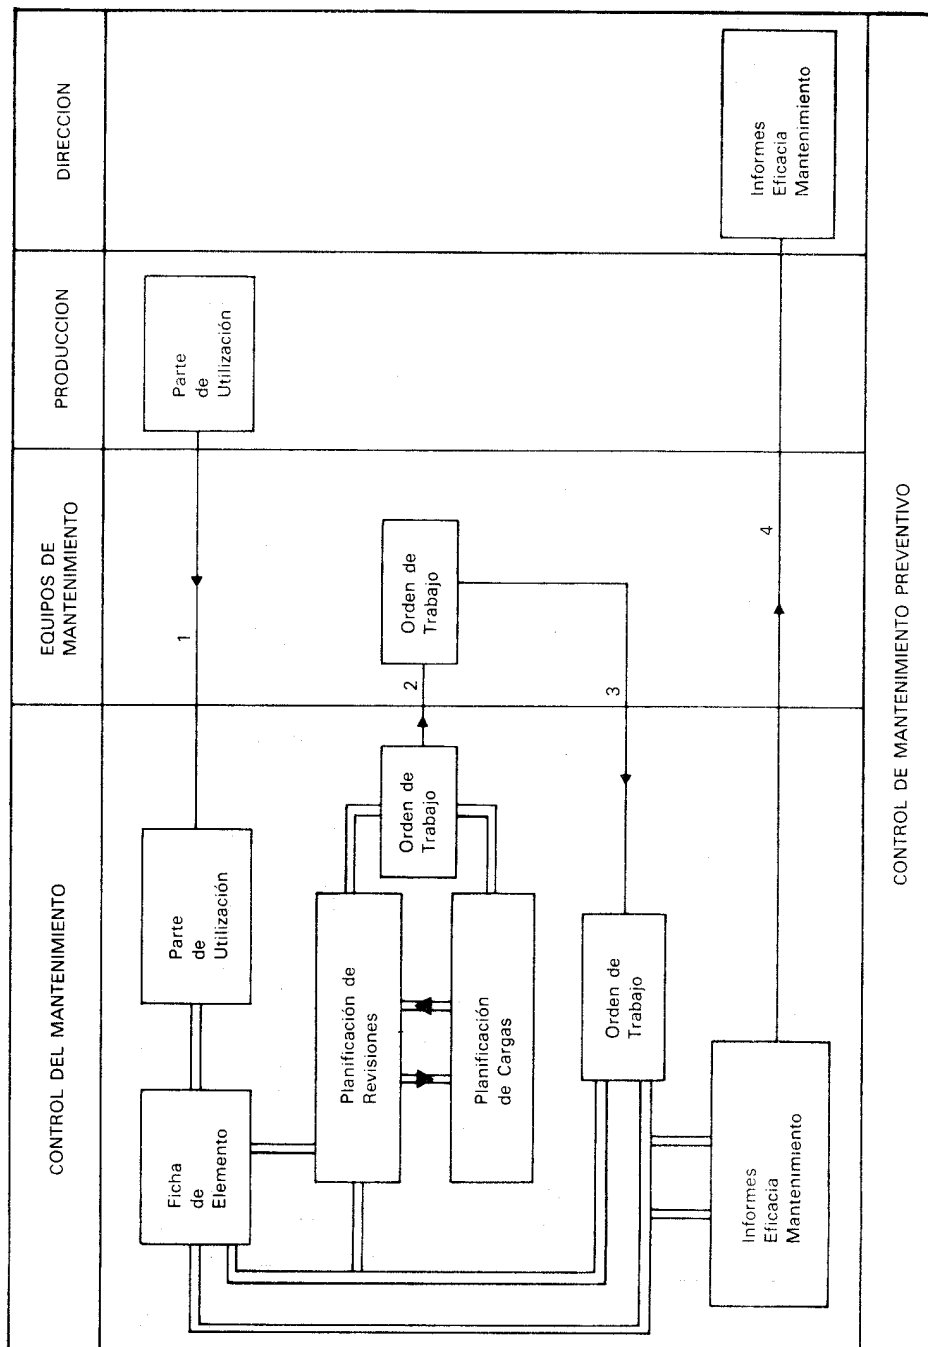 CONTROL DEL MANTENIMIENTO
EQUIPOS DE
MANTENIMIENTO
PRODUCCION
DIRECCION
Ficha
de
Elemento
Parte
de
Utilización
1
Parte
de
Utilización
Planificación de
Revisiones
Planificación
de Cargas
Orden de
Trabajo
2
Orden de
Trabajo
3
Orden de
Trabajo
Informes
Eficacia
Mantenimiento
4
Informes
Eficacia
Mantenimiento
CONTROL DE MANTENIMIENTO PREVENTIVO